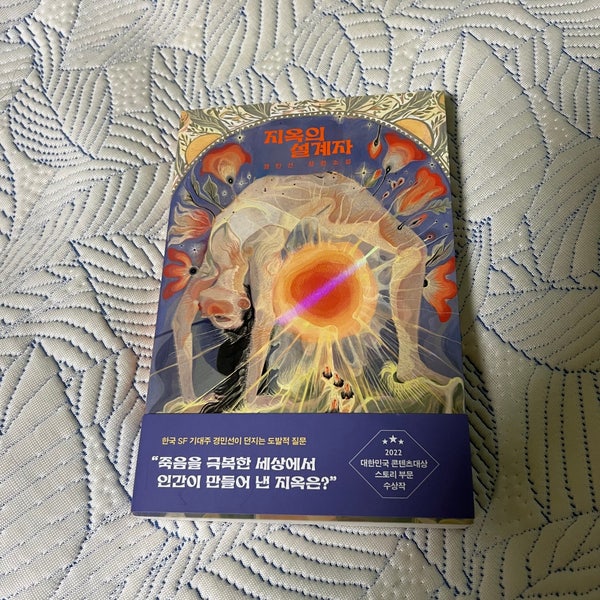 지옥의
설계자
경민선 장편소설
한국 SF 기대주 경민선이 던지는 도발적 질문
“죽음을 극복한 세상에서
인간이 만들어 낸 지옥은?”
2022
대한민국 콘텐츠대상
스토리 부문
수상작